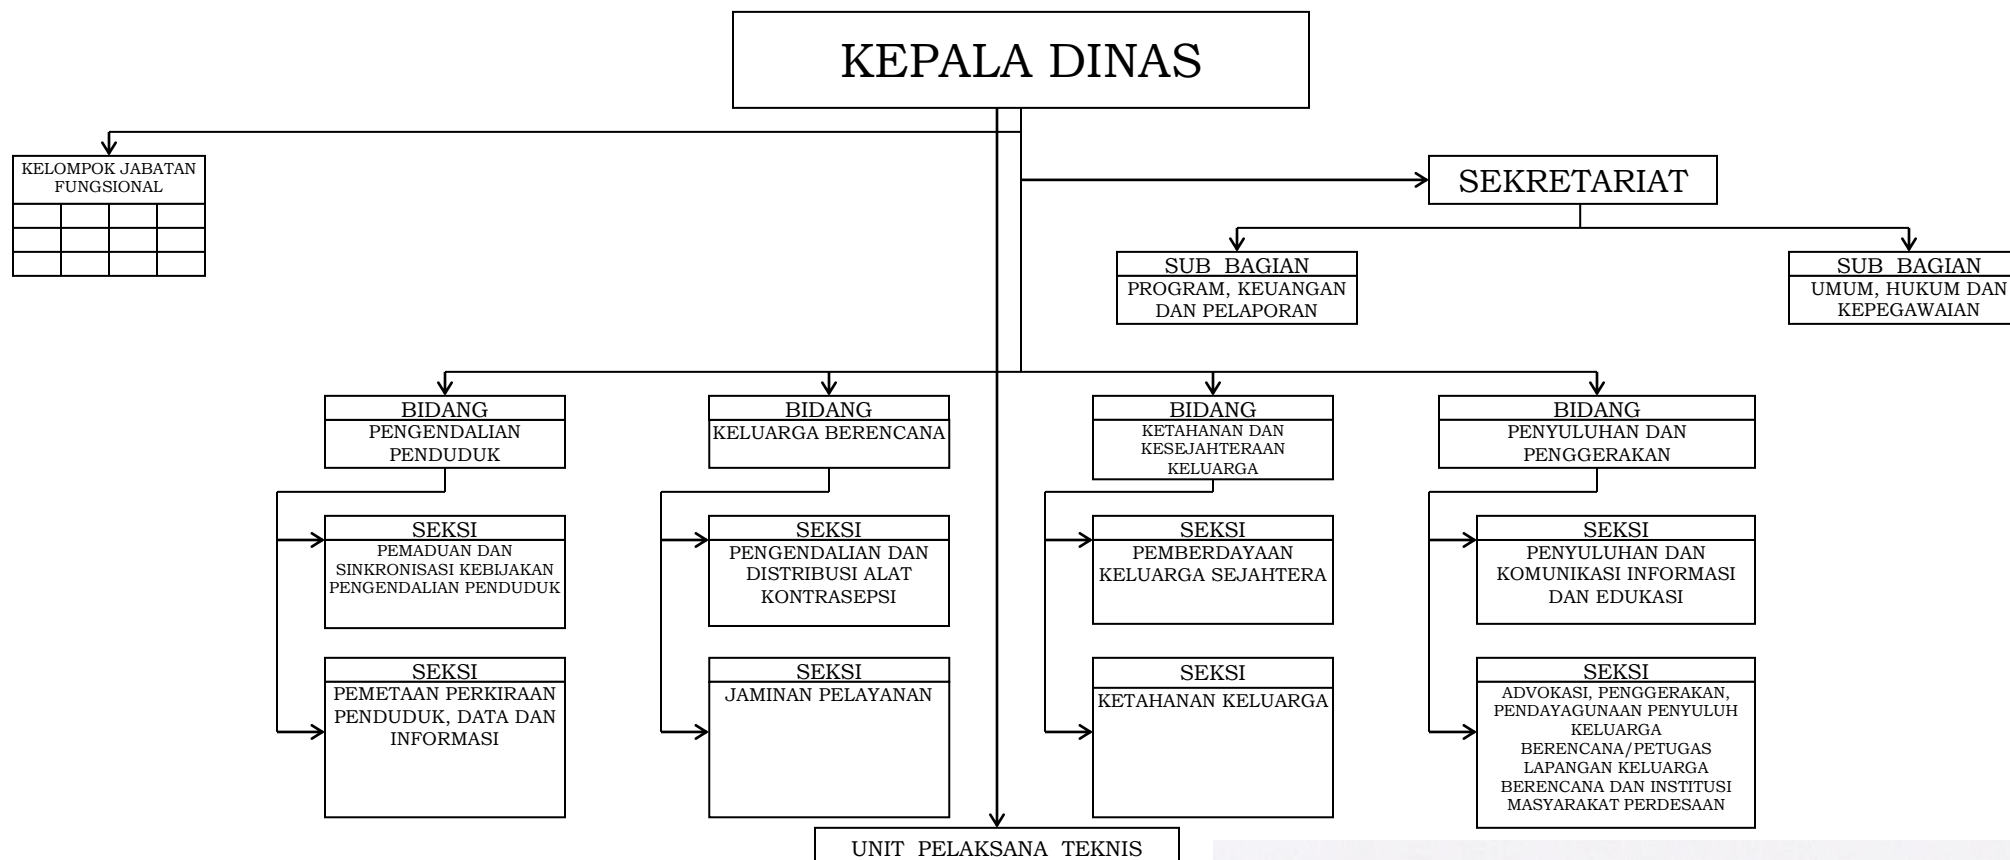 KEPALA DINAS
KELOMPOK JABATAN
FUNGSIONAL
SEKRETARIAT
SUB BAGIAN
PROGRAM, KEUANGAN
DAN PELAPORAN
SUB BAGIAN
UMUM, HUKUM DAN
KEPEGAWAIAN
BIDANG
PENGENDALIAN
PENDUDUK
BIDANG
KELUARGA BERENCANA
BIDANG
KETAHANAN DAN
KESEJAHTERAAN
KELUARGA
BIDANG
PENYULUHAN DAN
PENGGERAKAN
SEKSI
PEMADUAN DAN
SINKRONISASI KEBIJAKAN
PENGENDALIAN PENDUDUK
SEKSI
PENGENDALIAN DAN
DISTRIBUSI ALAT
KONTRASEPSI
SEKSI
PEMBERDAYAAN
KELUARGA SEJAHTERA
SEKSI
PENYULUHAN DAN
KOMUNIKASI INFORMASI
DAN EDUKASI
SEKSI
PEMETAAN PERKIRAAN
PENDUDUK, DATA DAN
INFORMASI
SEKSI
JAMINAN PELAYANAN
SEKSI
KETAHANAN KELUARGA
SEKSI
ADVOKASI, PENGGERAKAN,
PENDAYAGUNAAN PENYULUH
KELUARGA
BERENCANA/PETUGAS
LAPANGAN KELUARGA
BERENCANA DAN INSTITUSI
MASYARAKAT PERDESAAN
UNIT PELAKSANA TEKNIS